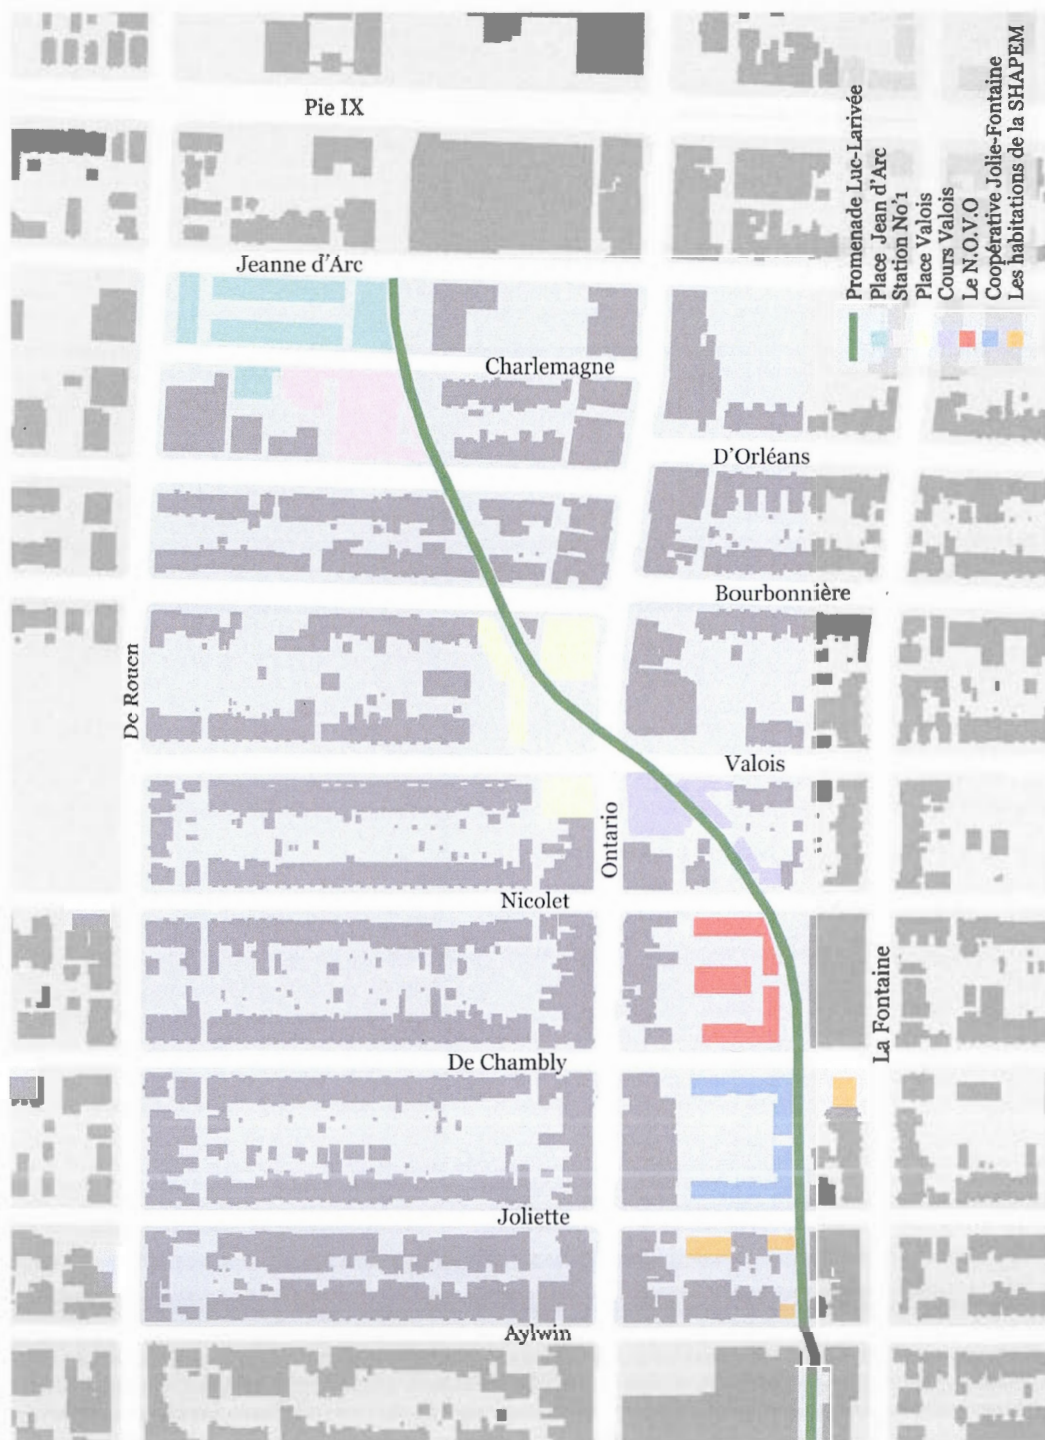 Pie IX
Promenade Luc-Larivée
Place Jean d'Arc
Station No'1
Place Valois
Cours Valois
Le N.O.V.O
Coopérative Jolie-Fontaine
Les habitations de la SHAPEM
Jeanne d'Arc
Charlemagne
D'Orléans
Bourbonnière
De Rouen
Valois
Ontario
Nicolet
La Fontaine
De Chambly
Joliette
Aylwin